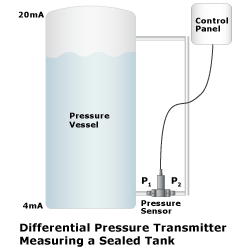 20mA
Control
Panel
Pressure
Vessel
P1 P2
Pressure
Sensor
4mA
Differential Pressure Transmitter
Measuring a Sealed Tank